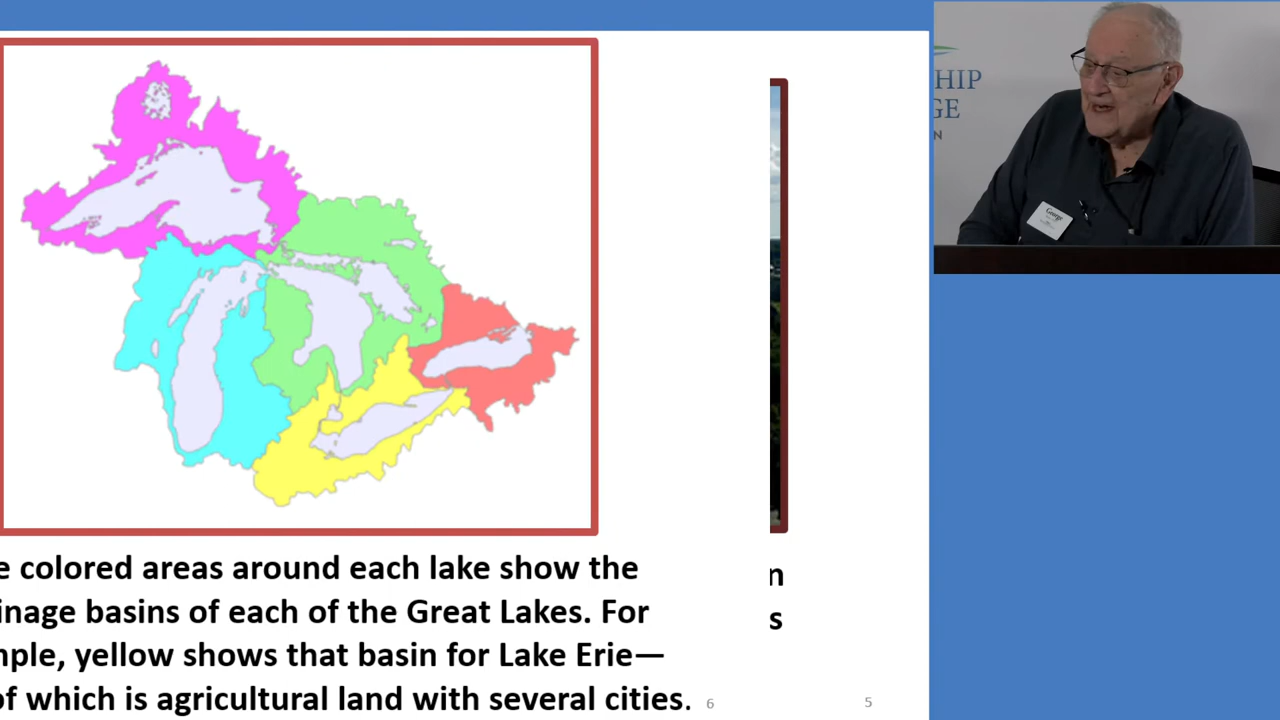 e colored areas around each lake show the
inage basins of each of the Great Lakes. For
mple, yellow shows that basin for Lake Erie—
of which is agricultural land with several cities.
6
n
s
5
HIP
GE
N
George